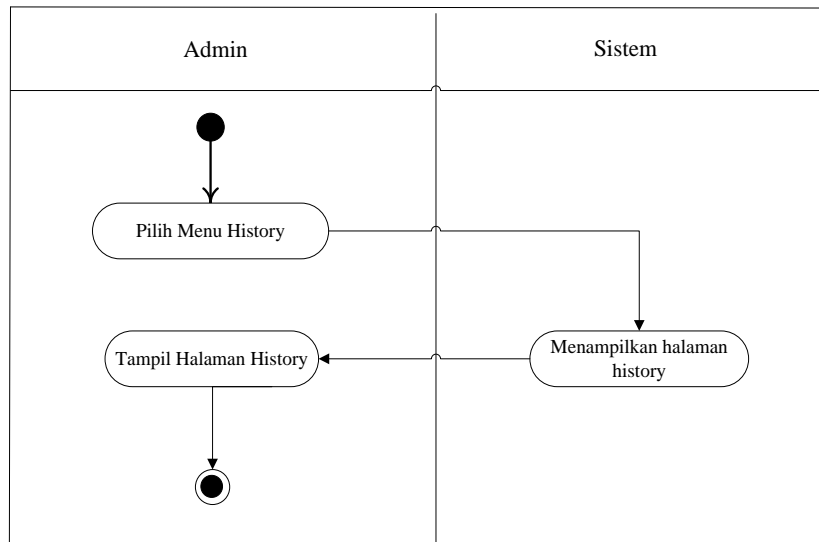 Admin
Sistem
Pilih Menu History
Menampilkan halaman
history
Tampil Halaman History